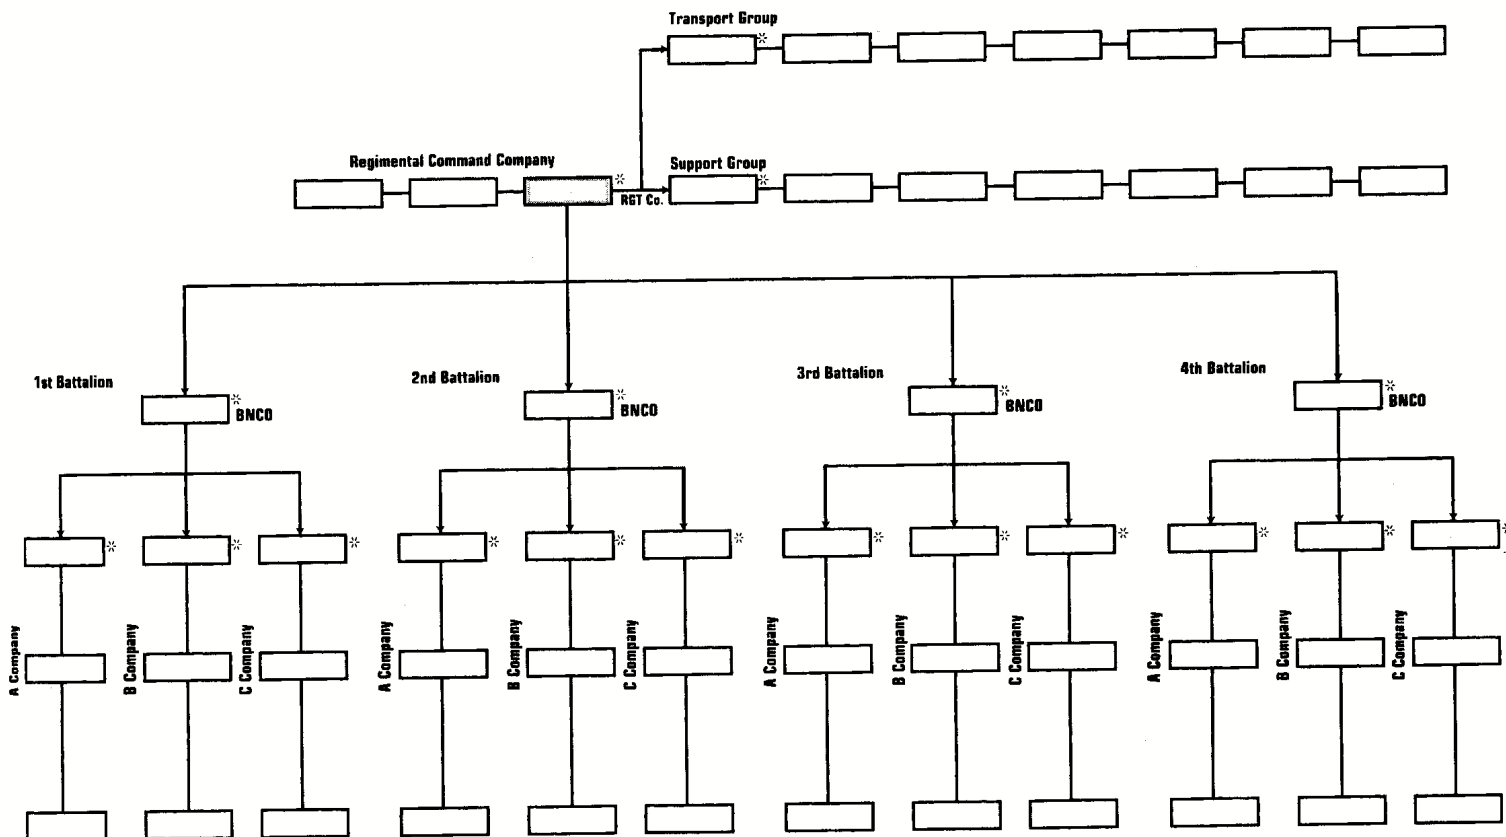 Transport Group
Regimental Command Company
Support Group
RGT Co.
1st Battalion
2nd Battalion
3rd Battalion
4th Battalion
BNCO
BNCO
BNCO
BNCO
A Company
B Company
C Company
A Company
B Company
C Company
A Company
B Company
C Company
A Company
B Company
C Company